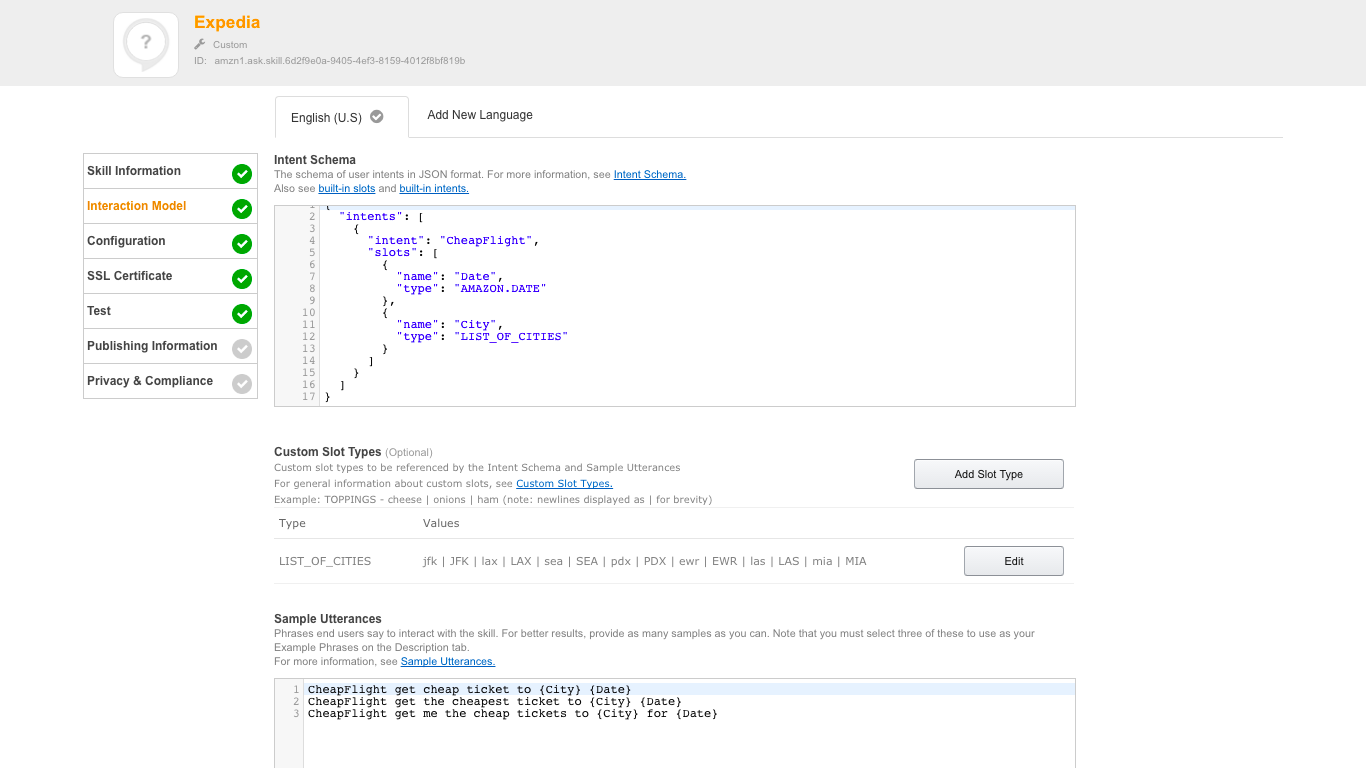 ?
Expedia
Custom
ID: amzn1.ask.skill.6d2f9e0a-9405-4ef3-8159-4012f8bf819b
English (U.S)
Add New Language
Skill Information
Interaction Model
Configuration
SSL Certificate
Test
Publishing Information
Privacy & Compliance
Intent Schema
The schema of user intents in JSON format. For more information, see Intent Schema.
Also see built-in slots and built-in intents.
1 {
2 "intents": [
3 {
4 "intent": "CheapFlight",
5 "slots": [
6 {
7 "name": "Date",
8 "type": "AMAZON.DATE"
9 },
10 {
11 "name": "City",
12 "type": "LIST_OF_CITIES"
13 }
14 ]
15 }
16 ]
17 }
Custom Slot Types (Optional)
Custom slot types to be referenced by the Intent Schema and Sample Utterances
For general information about custom slots, see Custom Slot Types.
Example: TOPPINGS - cheese | onions | ham (note: newlines displayed as | for brevity)
Add Slot Type
Type Values
LIST_OF_CITIES jfk | JFK | lax | LAX | sea | SEA | pdx | PDX | ewr | EWR | las | LAS | mia | MIA
Edit
Sample Utterances
Phrases end users say to interact with the skill. For better results, provide as many samples as you can. Note that you must select three of these to use as your
Example Phrases on the Description tab.
For more information, see Sample Utterances.
1 CheapFlight get cheap ticket to {City} {Date}
2 CheapFlight get the cheapest ticket to {City} {Date}
3 CheapFlight get me the cheap tickets to {City} for {Date}